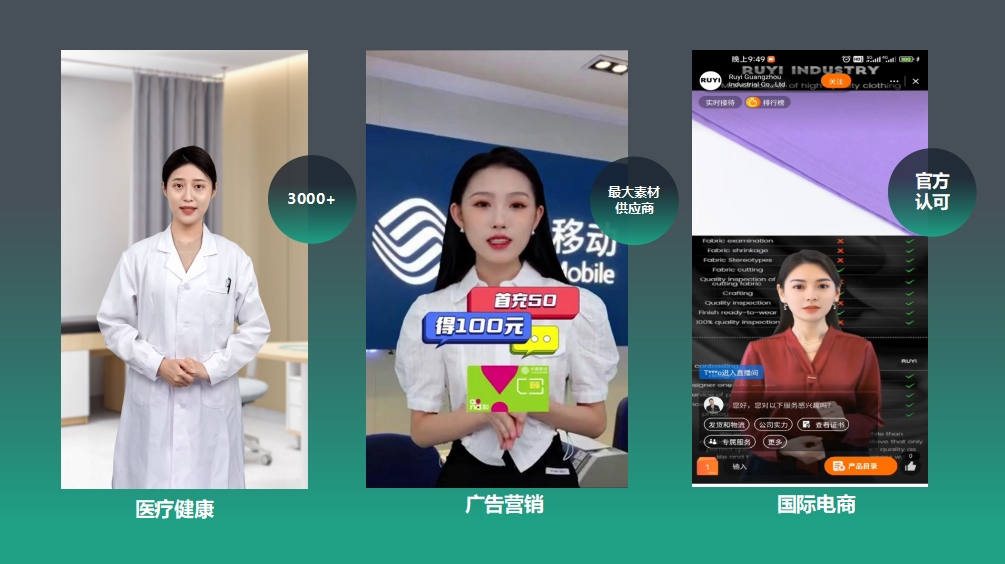 3000+
医疗健康
移动
Mobile
首充50
得100元
最大素材
供应商
广告营销
晚上9:49
RUYI INDUSTRY
RUYI
Ruyi Guangzhou
Industrial Co., Ltd.
关注
实时接待
排行榜
Fabric examination
Fabric shrinkage
Fabric Stereotypes
Fabric cutting
Quality inspection of
cutting fabric
Crafting
Quality inspection
Finish ready-to-wear
100% quality inspection
RUYI
T***o进入直播间
您好，您对以下服务感兴趣吗?
发货和物流
公司实力
查看证书
专属服务
更多
1
输入
产品目录
0
官方
认可
国际电商